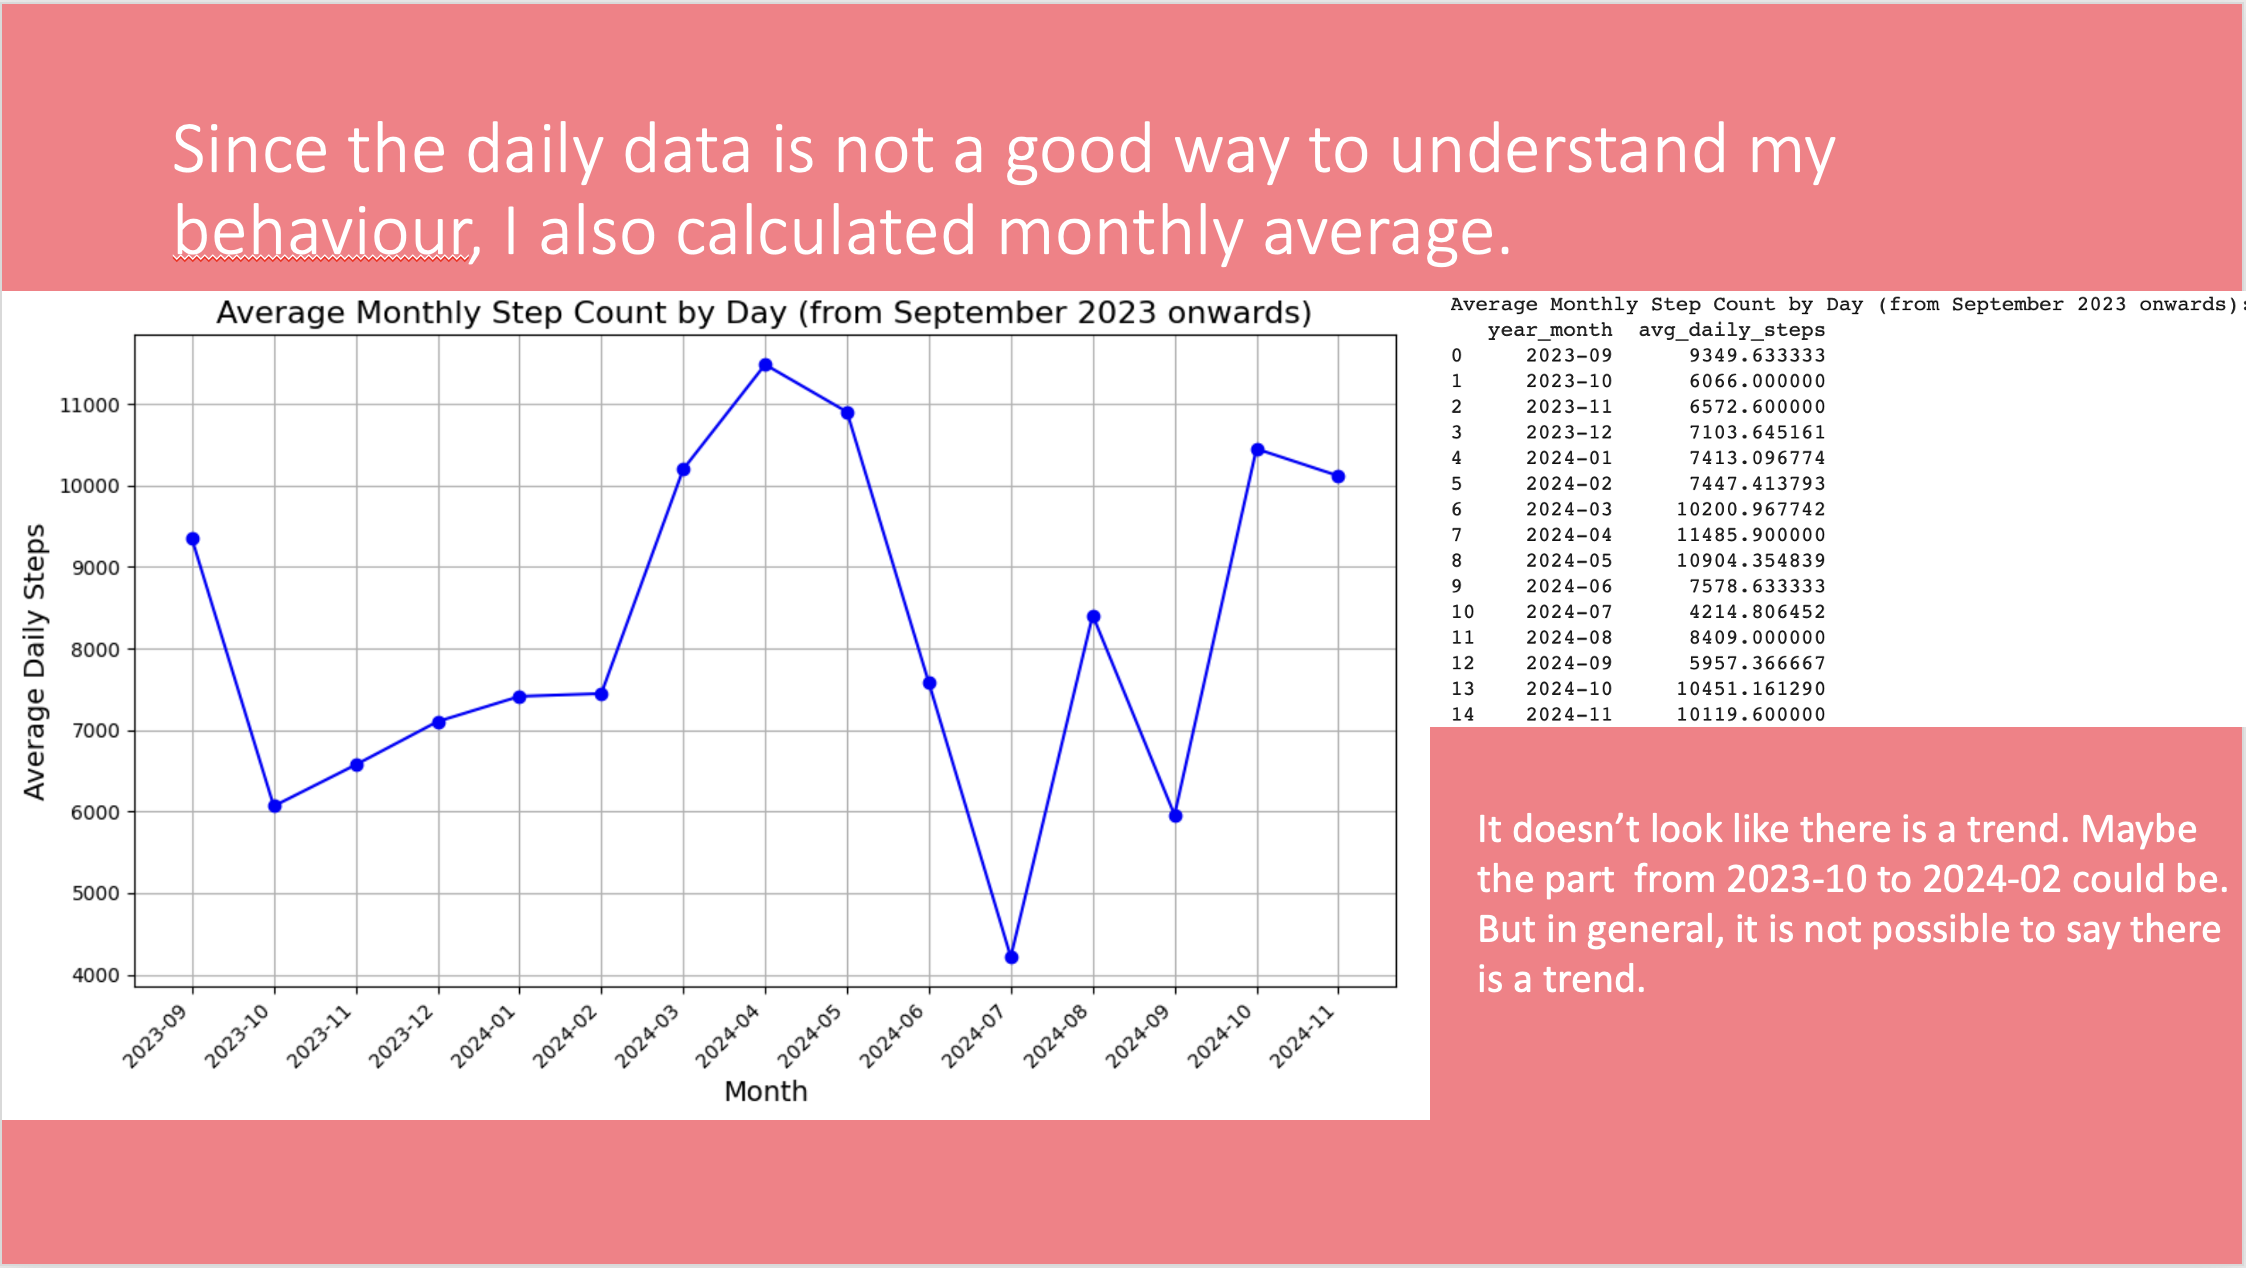 Since the daily data is not a good way to understand my
behaviour, I also calculated monthly average.
Average Monthly Step Count by Day (from September 2023 onwards)
11000
10000
9000
8000
7000
6000
5000
4000
Average Daily Steps
2023-09
2023-10
2023-11
2023-12
2024-01
2024-02
2024-03
2024-04
2024-05
2024-06
2024-07
2024-08
2024-09
2024-10
2024-11
Month
Average Monthly Step Count by Day (from September 2023 onwards):
year_month avg_daily_steps
0 2023-09 9349.633333
1 2023-10 6066.000000
2 2023-11 6572.600000
3 2023-12 7103.645161
4 2024-01 7413.096774
5 2024-02 7447.413793
6 2024-03 10200.967742
7 2024-04 11485.900000
8 2024-05 10904.354839
9 2024-06 7578.633333
10 2024-07 4214.806452
11 2024-08 8409.000000
12 2024-09 5957.366667
13 2024-10 10451.161290
14 2024-11 10119.600000
It doesn’t look like there is a trend. Maybe
the part  from 2023-10 to 2024-02 could be.
But in general, it is not possible to say there
is a trend.